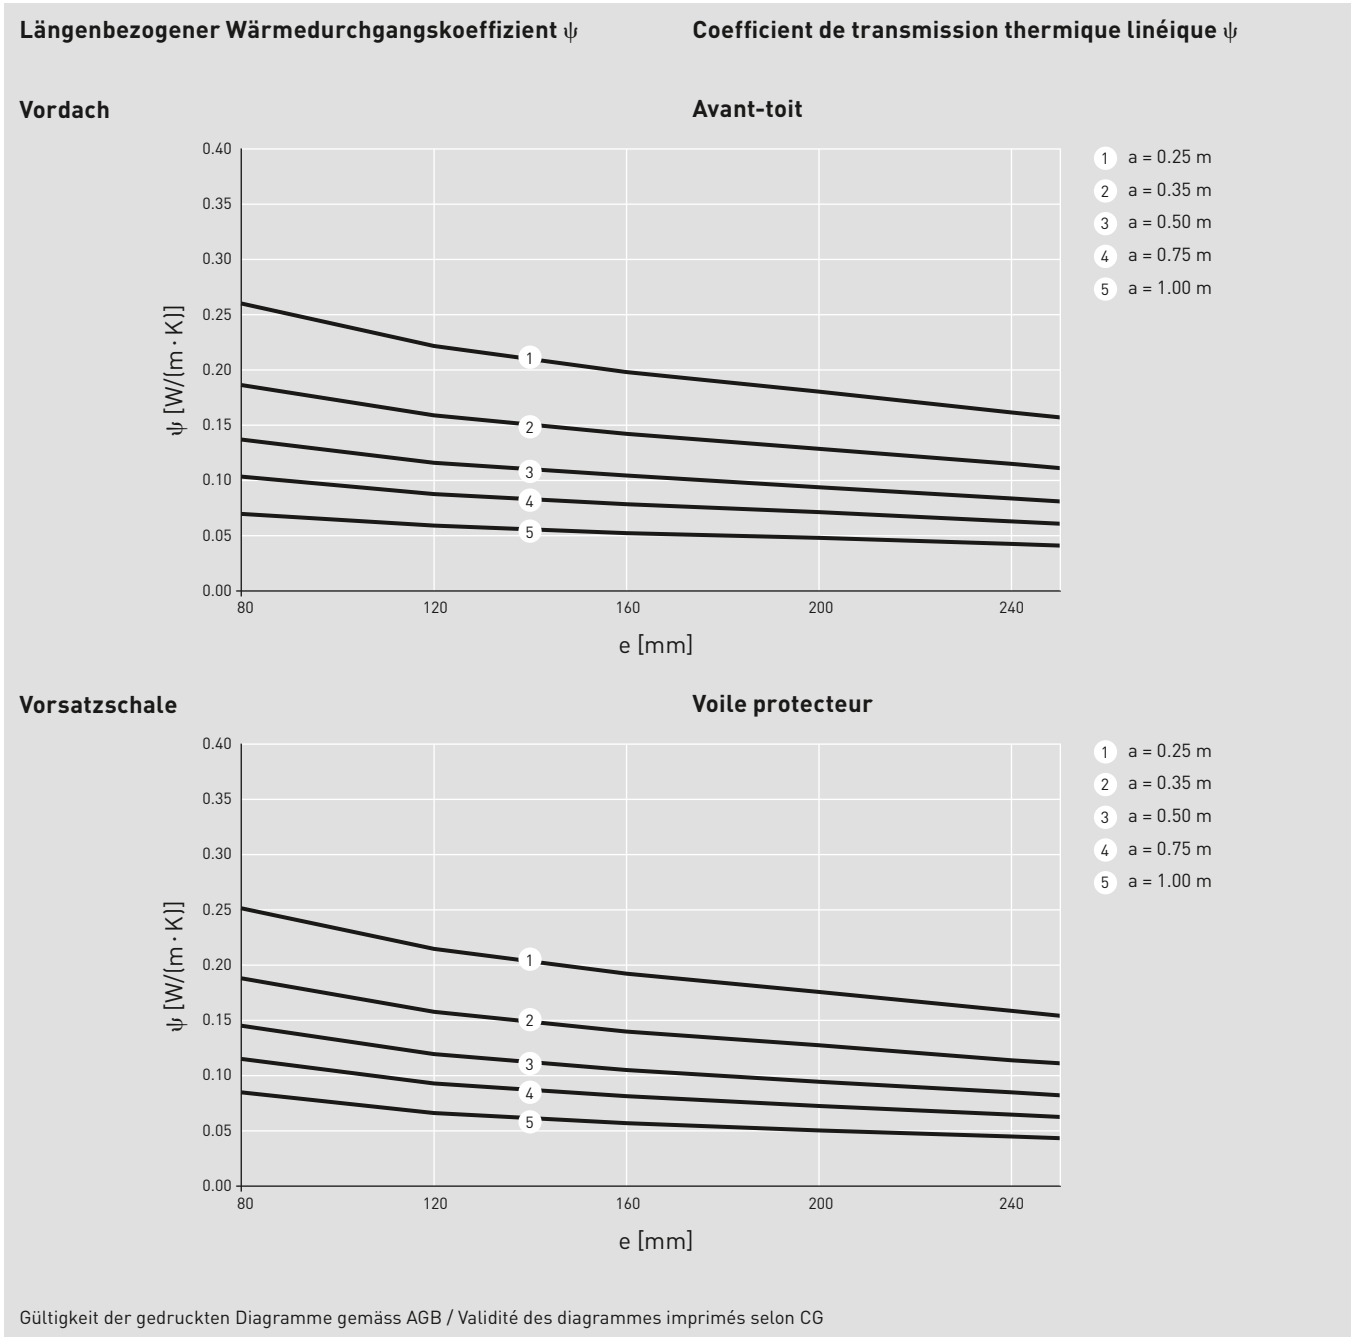 Längenbezogener Wärmedurchgangskoeffizient ψ
Coefficient de transmission thermique linéique ψ
Vordach
Avant-toit
0.40
0.35
0.30
0.25
0.20
0.15
0.10
0.05
0.00
ψ [W/(m · K)]
1
2
3
4
5
80 120 160 200 240
e [mm]
1 a = 0.25 m
2 a = 0.35 m
3 a = 0.50 m
4 a = 0.75 m
5 a = 1.00 m
Vorsatzschale
Voile protecteur
0.40
0.35
0.30
0.25
0.20
0.15
0.10
0.05
0.00
ψ [W/(m · K)]
1
2
3
4
5
80 120 160 200 240
e [mm]
1 a = 0.25 m
2 a = 0.35 m
3 a = 0.50 m
4 a = 0.75 m
5 a = 1.00 m
Gültigkeit der gedruckten Diagramme gemäss AGB / Validité des diagrammes imprimés selon CG